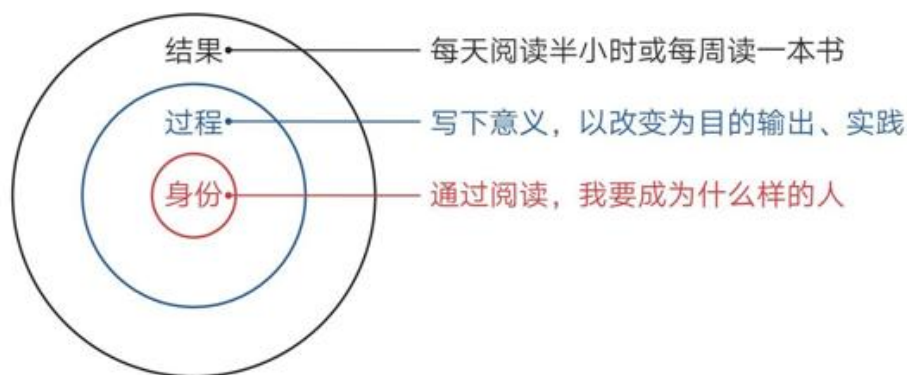 结果 每天阅读半小时或每周读一本书
过程 写下意义，以改变为目的输出、实践
身份 通过阅读，我要成为什么样的人